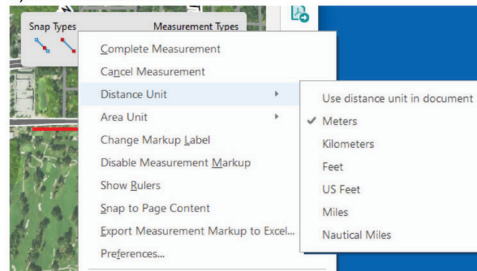 Snap Types Measurement Types
Complete Measurement
Cancel Measurement
Distance Unit
Area Unit
Change Markup Label
Disable Measurement Markup
Show Rulers
Snap to Page Content
Export Measurement Markup to Excel...
Preferences...
Use distance unit in document
Meters
Kilometers
Feet
US Feet
Miles
Nautical Miles